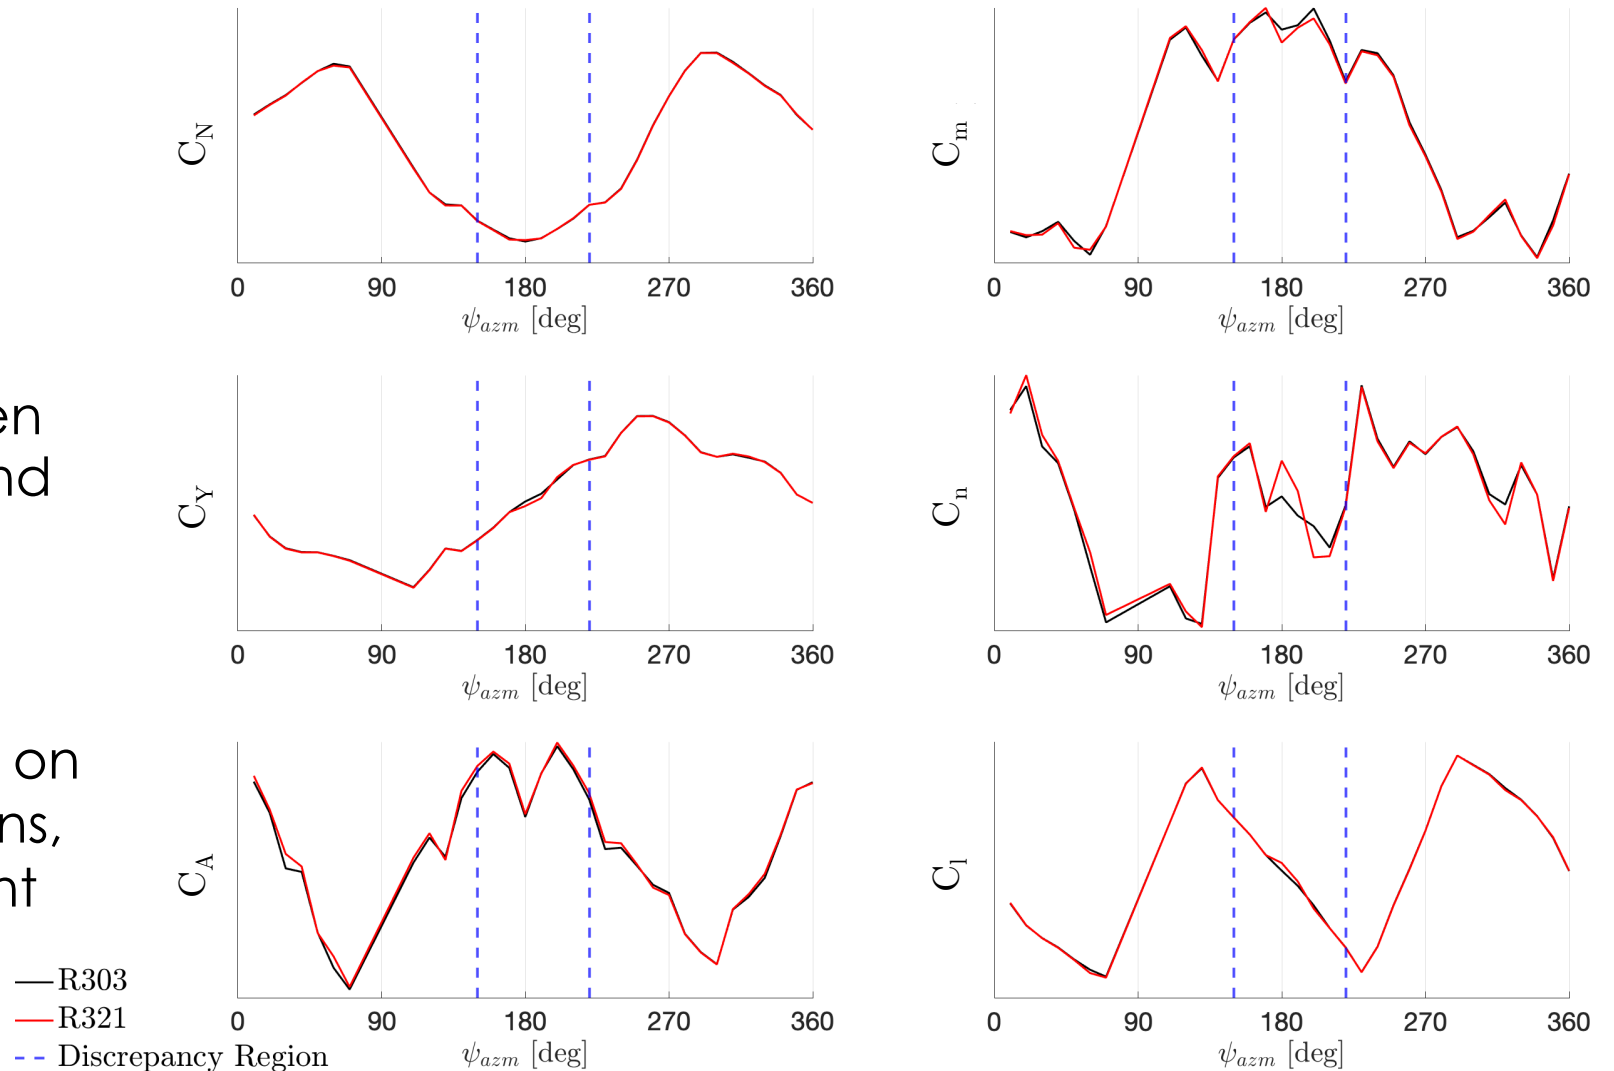 en
nd
on
ns,
nt
R303
R321
Discrepancy Region
C_N
0 90 180 270 360
ψ_azm [deg]
C_m
0 90 180 270 360
ψ_azm [deg]
C_Y
0 90 180 270 360
ψ_azm [deg]
C_n
0 90 180 270 360
ψ_azm [deg]
C_A
0 90 180 270 360
ψ_azm [deg]
C_l
0 90 180 270 360
ψ_azm [deg]